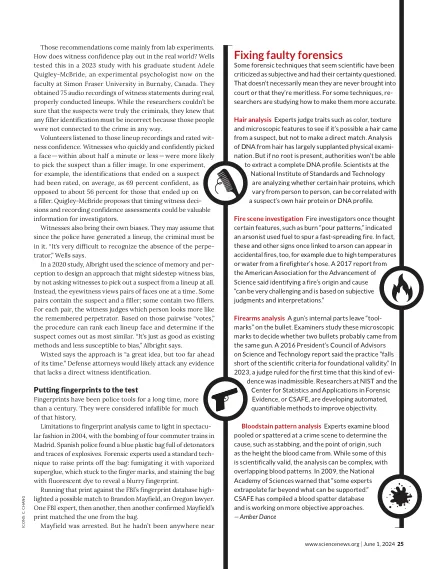 Those recommendations come mainly from lab experiments.
How does witness confidence play out in the real world? Wells
tested this in a 2023 study with his graduate student Adele
Quigley-McBride, an experimental psychologist now on the
faculty at Simon Fraser University in Burnaby, Canada. They
obtained 75 audio recordings of witness statements during real,
properly conducted lineups. While the researchers couldn't be
sure that the suspects were truly the criminals, they knew that
any filler identification must be incorrect because those people
were not connected to the crime in any way.
Volunteers listened to those lineup recordings and rated wit-
ness confidence. Witnesses who quickly and confidently picked
a face — within half a minute or less — were more likely
to pick the suspect than a filler image. In one experiment,
for example, the identifications that ended on a suspect
had been rated, on average, as 69 percent confident, as
opposed to about 56 percent for those that ended up on
a filler. Quigley-McBride proposes that timing witness deci-
sions and recording confidence assessments could be valuable
information for investigators.
Witnesses also bring their own biases. They may assume that
since the police have generated a lineup, the criminal must be
in it. "It's very difficult to recognize the absence of the perpe-
trator," Wells says.
In a 2020 study, Albright used the science of memory and per-
ception to design an approach that might sidestep witness bias,
by not asking witnesses to pick out a suspect from a lineup at all.
Instead, the eyewitness views pairs of faces one at a time. Some
pairs contain the suspect and a filler; some contain two fillers.
For each pair, the witness judges which person looks more like
the remembered perpetrator. Based on those pairwise "votes,"
the procedure can rank each lineup face and determine if the
suspect comes out as most similar. "It's just as good as existing
methods and less susceptible to bias," Albright says.
Wixted says the approach is "a great idea, but too far ahead
of its time." Defense attorneys would likely attack any evidence
that lacks a direct witness identification.
Putting fingerprints to the test
Fingerprints have been police tools for a long time, more
than a century. They were considered infallible for much
of that history.
Limitations to fingerprint analysis came to light in spectacu-
lar fashion in 2004, with the bombing of four commuter trains in
Madrid. Spanish police found a blue plastic bag full of detonators
and traces of explosives. Forensic experts used a standard tech-
nique to raise prints off the bag: fumigating it with vaporized
superglue, which stuck to the finger marks, and staining the bag
with fluorescent dye to reveal a blurry fingerprint.
Running that print against the FBI's fingerprint database high-
lighted a possible match to Brandon Mayfield, an Oregon lawyer.
One FBI expert, then another, then another confirmed Mayfield's
print matched the one from the bag.
Mayfield was arrested. But he hadn't been anywhere near
Fixing faulty forensics
Some forensic techniques that seem scientific have been
criticized as subjective and had their certainty questioned.
That doesn't necessarily mean they are never brought into
court or that they're meritless. For some techniques, re-
searchers are studying how to make them more accurate.
Hair analysis Experts judge traits such as color, texture
and microscopic features to see if it's possible a hair came
from a suspect, but not to make a direct match. Analysis
of DNA from hair has largely supplanted physical exami-
nation. But if no root is present, authorities won't be able
to extract a complete DNA profile. Scientists at the
National Institute of Standards and Technology
are analyzing whether certain hair proteins, which
vary from person to person, can be correlated with
a suspect's own hair protein or DNA profile.
Fire scene investigation Fire investigators once thought
certain features, such as burn "pour patterns," indicated
an arsonist used fuel to spur a fast-spreading fire. In fact,
these and other signs once linked to arson can appear in
accidental fires, too, for example due to high temperatures
or water from a firefighter's hose. A 2017 report from
the American Association for the Advancement of
Science said identifying a fire's origin and cause
"can be very challenging and is based on subjective
judgments and interpretations."
Firearms analysis A gun's internal parts leave "tool-
marks" on the bullet. Examiners study these microscopic
marks to decide whether two bullets probably came from
the same gun. A 2016 President's Council of Advisors
on Science and Technology report said the practice "falls
short of the scientific criteria for foundational validity." In
2023, a judge ruled for the first time that this kind of evi-
dence was inadmissible. Researchers at NIST and the
Center for Statistics and Applications in Forensic
Evidence, or CSAFE, are developing automated,
quantifiable methods to improve objectivity.
Bloodstain pattern analysis Experts examine blood
pooled or spattered at a crime scene to determine the
cause, such as stabbing, and the point of origin, such
as the height the blood came from. While some of this
is scientifically valid, the analysis can be complex, with
overlapping blood patterns. In 2009, the National
Academy of Sciences warned that "some experts
extrapolate far beyond what can be supported."
CSAFE has compiled a blood spatter database
and is working on more objective approaches.
— Amber Dance
ICONS: C. CHANG
www.sciencenews.org | June 1, 2024 25